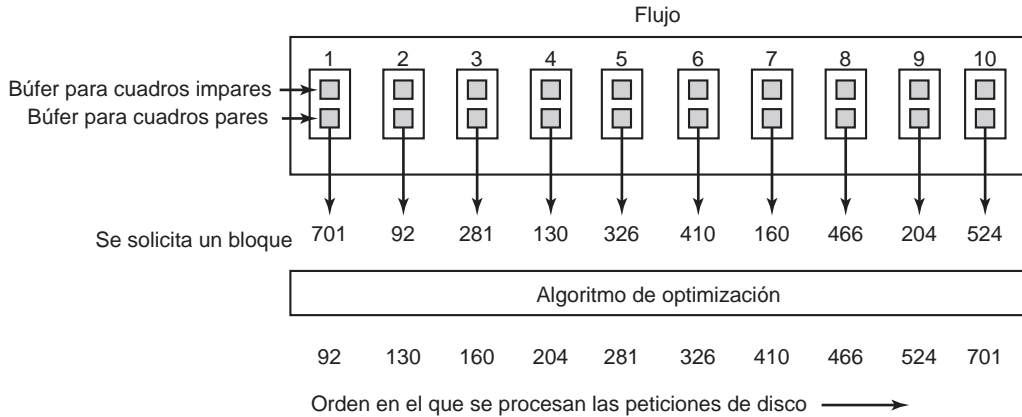 Flujo
1 2 3 4 5 6 7 8 9 10
Búfer para cuadros impares
Búfer para cuadros pares
Se solicita un bloque 701 92 281 130 326 410 160 466 204 524
Algoritmo de optimización
92 130 160 204 281 326 410 466 524 701
Orden en el que se procesan las peticiones de disco